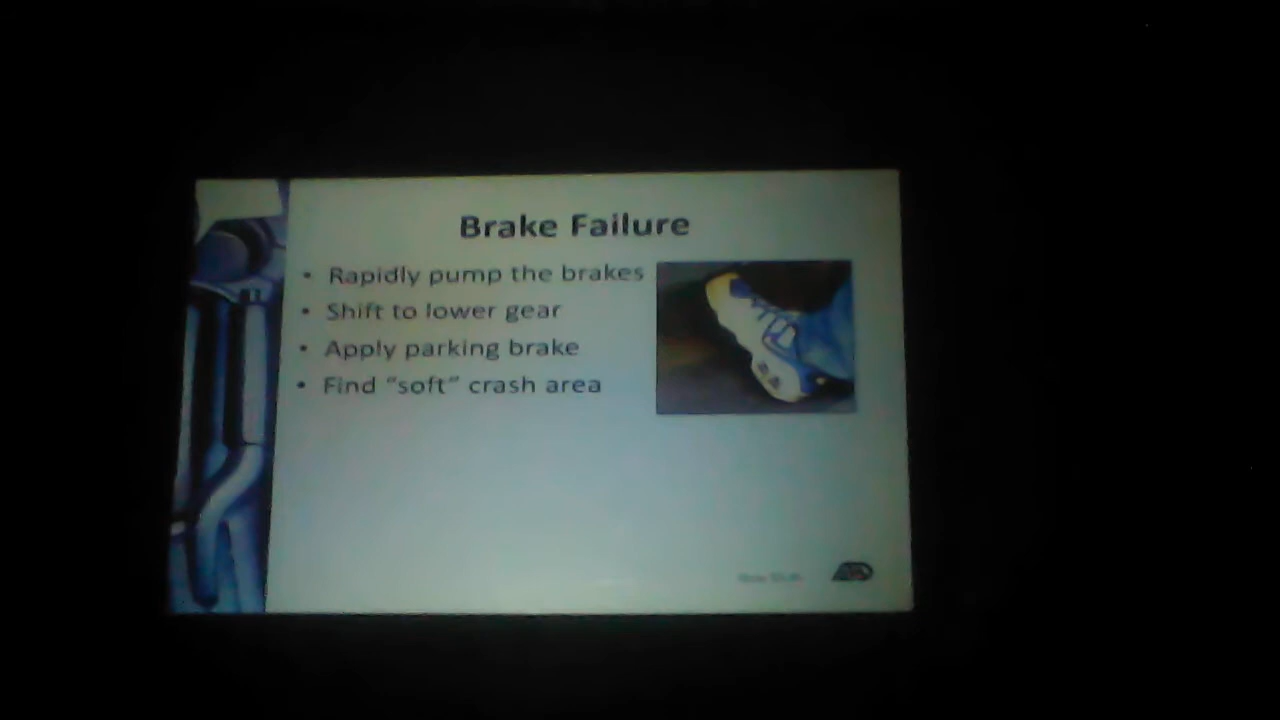 Brake Failure
• Rapidly pump the brakes
• Shift to lower gear
• Apply parking brake
• Find “soft” crash area